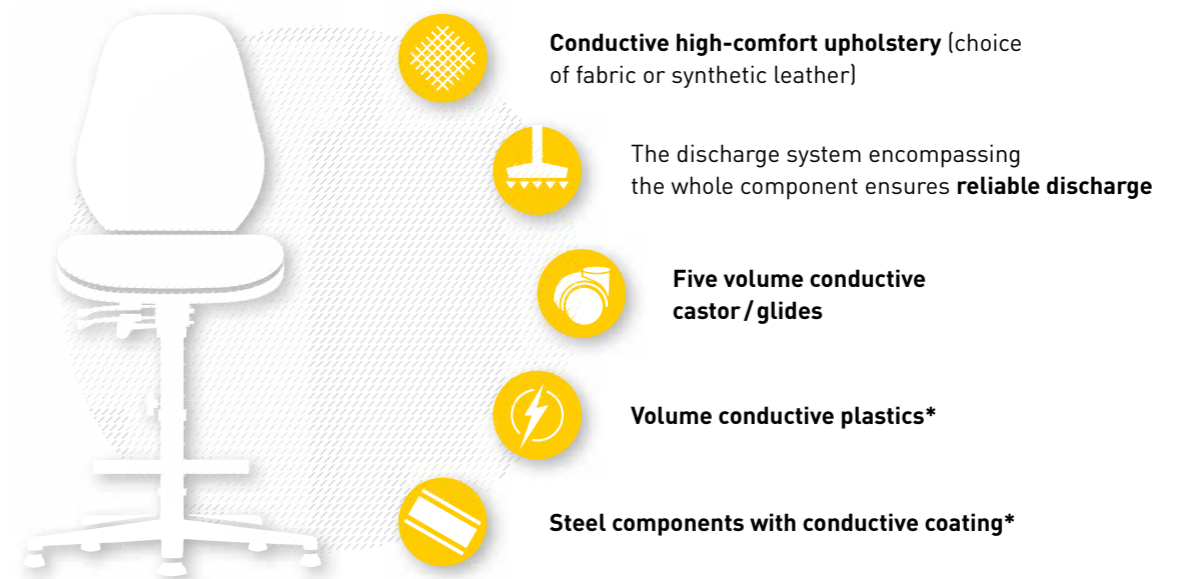 Conductive high-comfort upholstery (choice
of fabric or synthetic leather)
The discharge system encompassing
the whole component ensures reliable discharge
Five volume conductive
castor / glides
Volume conductive plastics*
Steel components with conductive coating*